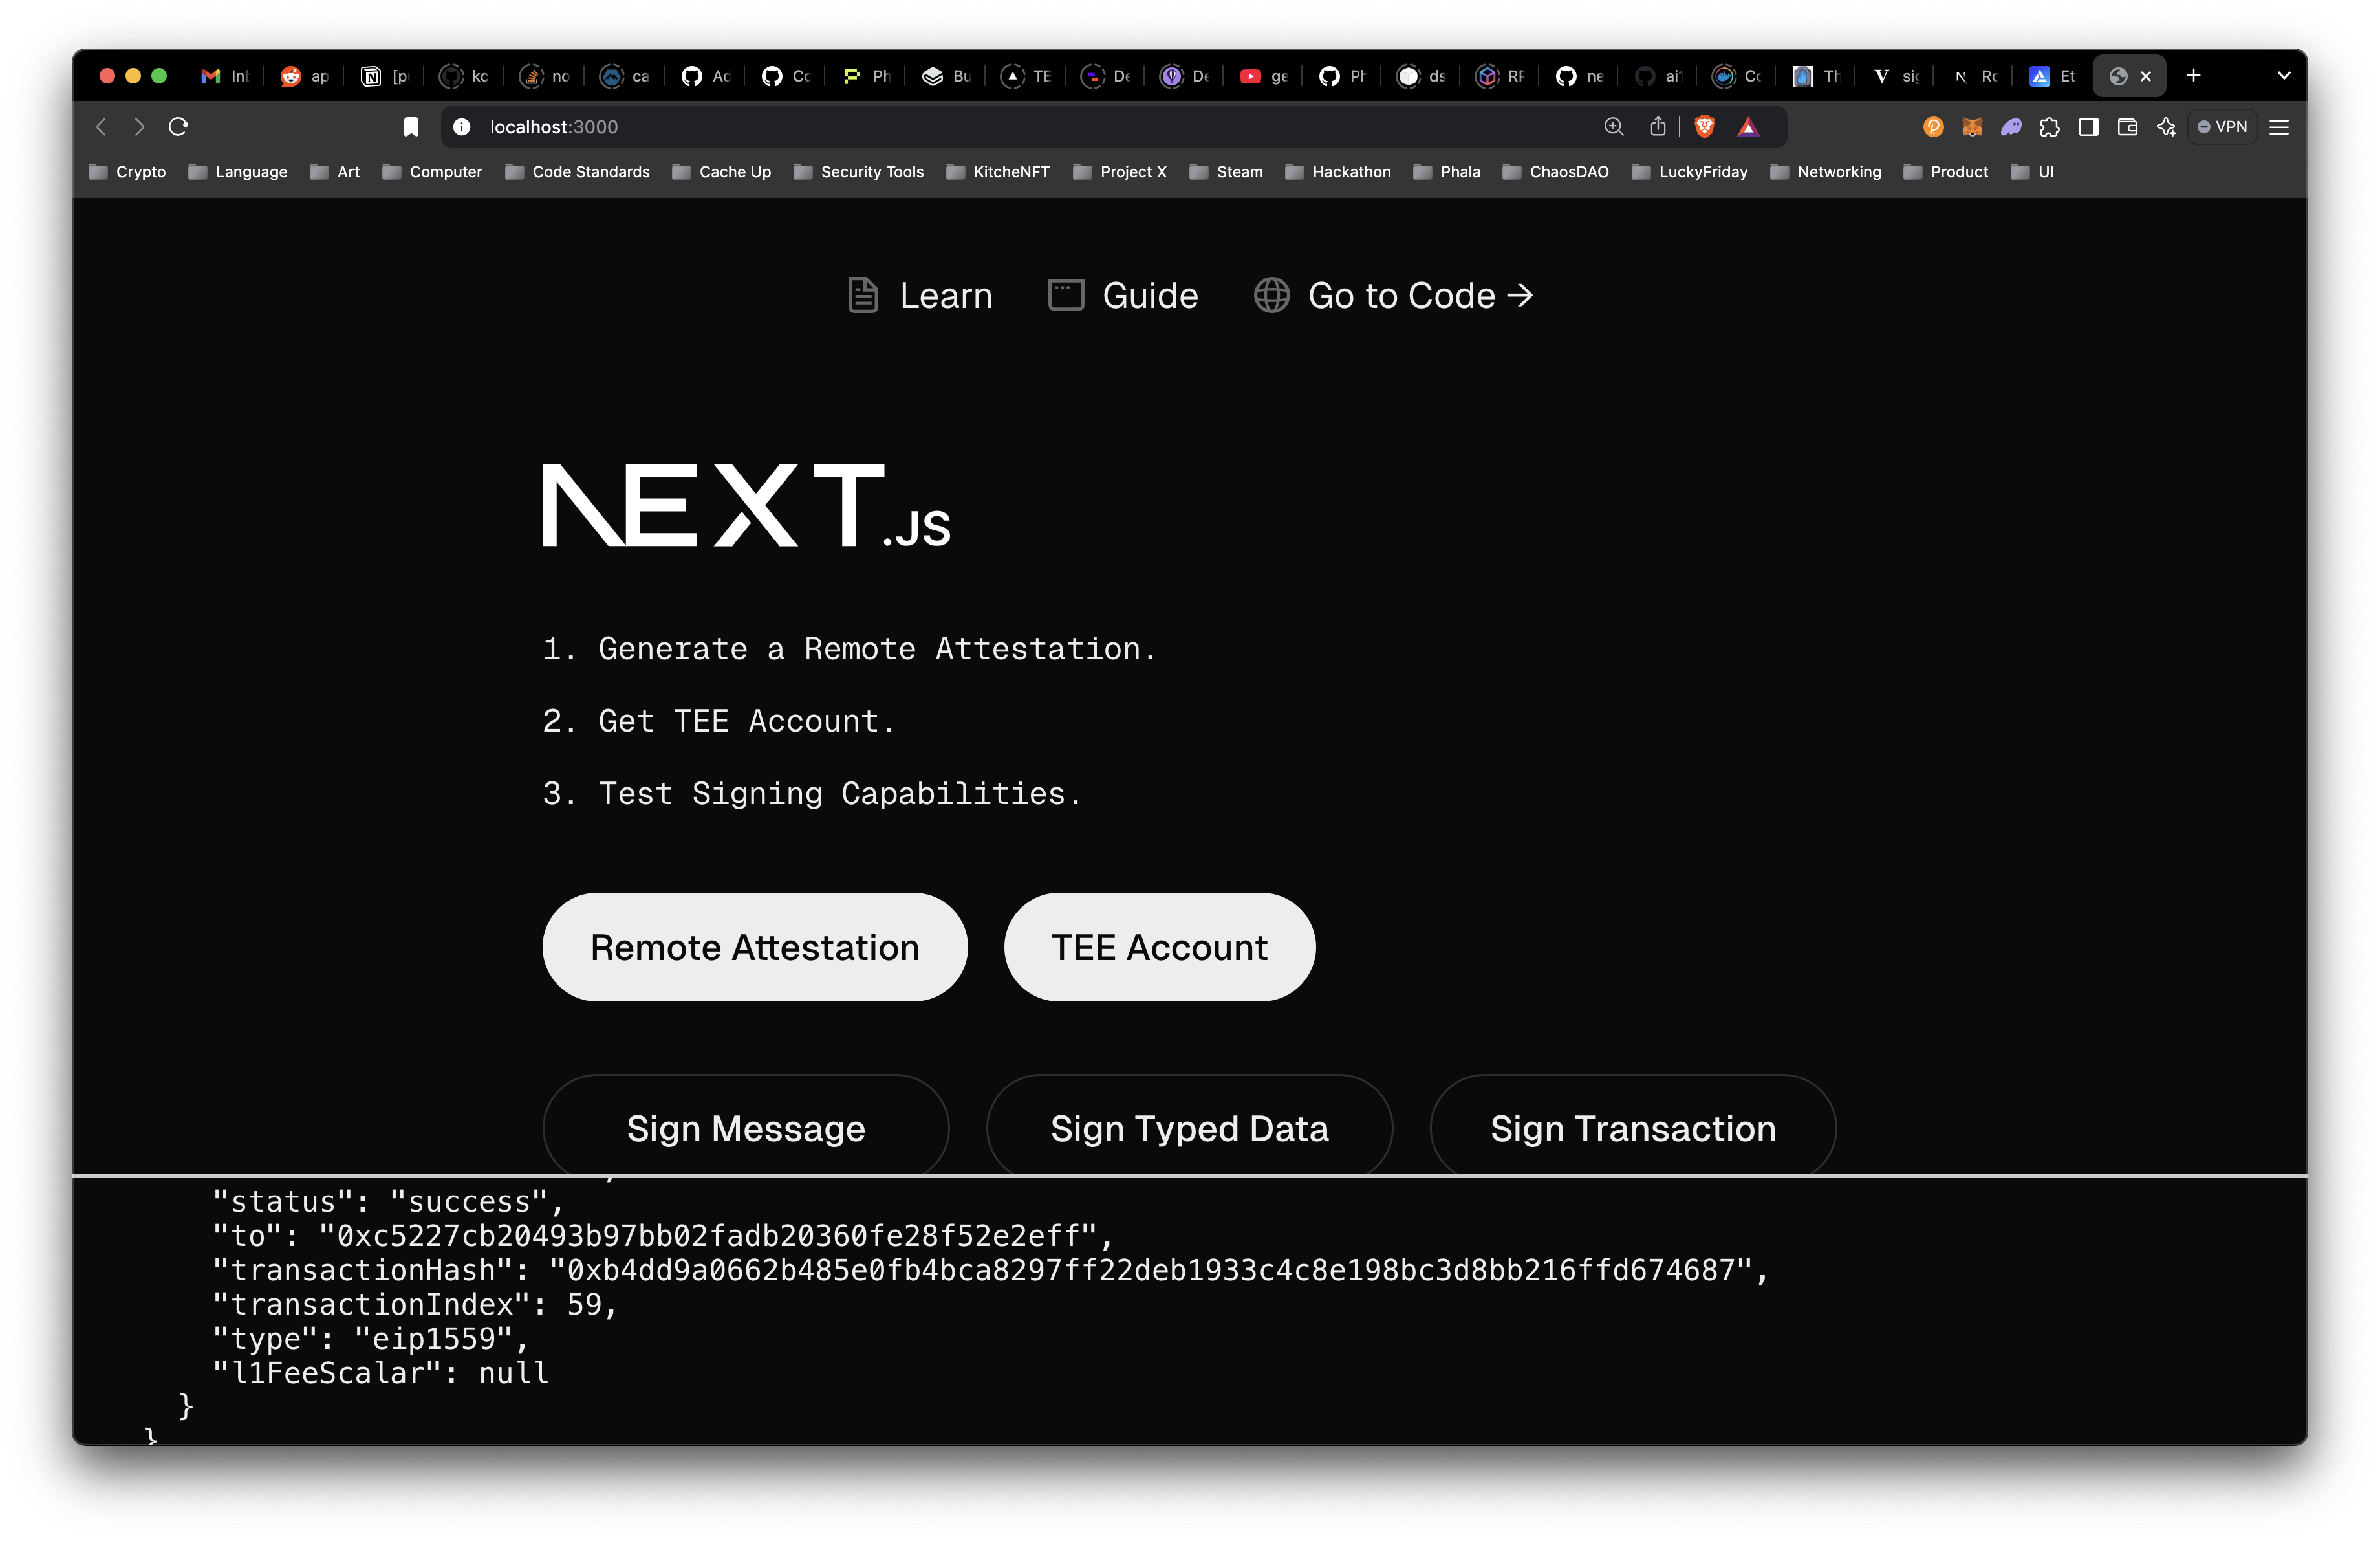 Inl ap [p kc no ca Ad Cc Ph Bu TE De De ge Ph ds RF ne ai Cc Th sig Rc Et
localhost:3000
VPN
Crypto Language Art Computer Code Standards Cache Up Security Tools KitcheNFT Project X Steam Hackathon Phala ChaosDAO LuckyFriday Networking Product UI
Learn Guide Go to Code →
NEXT.JS
1. Generate a Remote Attestation.
2. Get TEE Account.
3. Test Signing Capabilities.
Remote Attestation TEE Account
Sign Message Sign Typed Data Sign Transaction
"status": "success",
"to": "0xc5227cb20493b97bb02fadb20360fe28f52e2eff",
"transactionHash": "0xb4dd9a0662b485e0fb4bca8297ff22deb1933c4c8e198bc3d8bb216ffd674687",
"transactionIndex": 59,
"type": "eip1559",
"l1FeeScalar": null
}
}